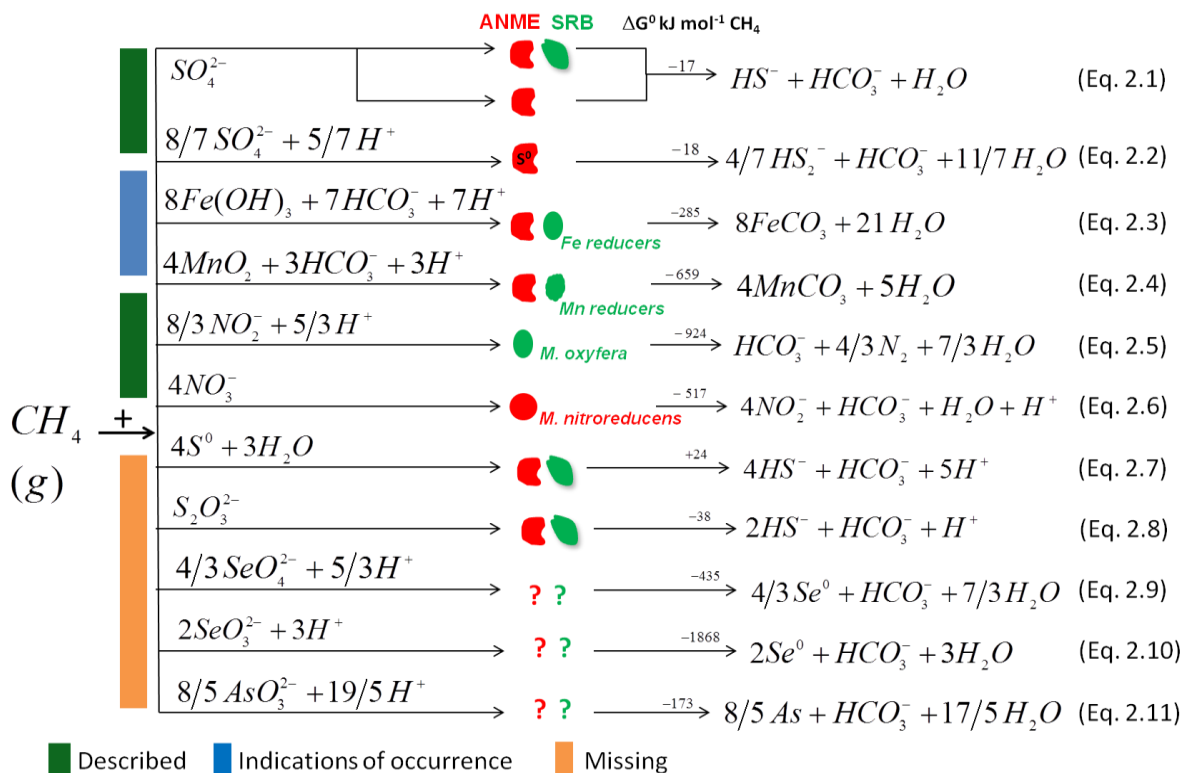 ANME SRB ΔG⁰ kJ mol⁻¹ CH₄
SO₄²⁻ −17 HS⁻ + HCO₃⁻ + H₂O (Eq. 2.1)
8/7 SO₄²⁻ + 5/7 H⁺ S⁰ −18 4/7 HS₂⁻ + HCO₃⁻ + 11/7 H₂O (Eq. 2.2)
8Fe(OH)₃ + 7HCO₃⁻ + 7H⁺ Fe reducers −285 8FeCO₃ + 21 H₂O (Eq. 2.3)
4MnO₂ + 3HCO₃⁻ + 3H⁺ Mn reducers −659 4MnCO₃ + 5H₂O (Eq. 2.4)
8/3 NO₂⁻ + 5/3 H⁺ M. oxyfera −924 HCO₃⁻ + 4/3 N₂ + 7/3 H₂O (Eq. 2.5)
4NO₃⁻ M. nitroreducens −517 4NO₂⁻ + HCO₃⁻ + H₂O + H⁺ (Eq. 2.6)
CH₄ +
(g)
4S⁰ + 3H₂O +24 4HS⁻ + HCO₃⁻ + 5H⁺ (Eq. 2.7)
S₂O₃²⁻ −38 2HS⁻ + HCO₃⁻ + H⁺ (Eq. 2.8)
4/3 SeO₄²⁻ + 5/3H⁺ ? ? −435 4/3 Se⁰ + HCO₃⁻ + 7/3 H₂O (Eq. 2.9)
2SeO₃²⁻ + 3H⁺ ? ? −1868 2Se⁰ + HCO₃⁻ + 3H₂O (Eq. 2.10)
8/5 AsO₃²⁻ +19/5 H⁺ ? ? −173 8/5 As + HCO₃⁻ + 17/5 H₂O (Eq. 2.11)
Described Indications of occurrence Missing